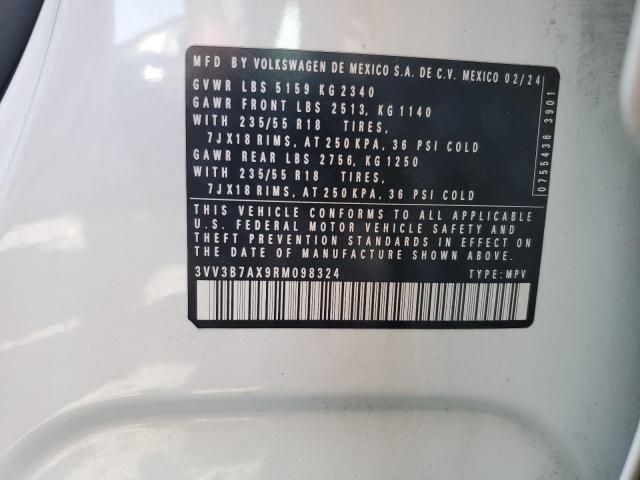 MFD BY VOLKSWAGEN DE MEXICO S.A. DE C.V. MEXICO 02/24
GVWR LBS 5159 KG 2340
GAWR FRONT LBS 2513, KG 1140
WITH 235/55 R18 TIRES,
7JX18 RIMS, AT 250 KPA, 36 PSI COLD
GAWR REAR LBS 2756, KG 1250
WITH 235/55 R18 TIRES,
7JX18 RIMS, AT 250 KPA, 36 PSI COLD
THIS VEHICLE CONFORMS TO ALL APPLICABLE
U.S. FEDERAL MOTOR VEHICLE SAFETY AND
THEFT PREVENTION STANDARDS IN EFFECT ON
THE DATE OF MANUFACTURE SHOWN ABOVE
3VV3B7AX9RM098324 TYPE: MPV
0755436 3901